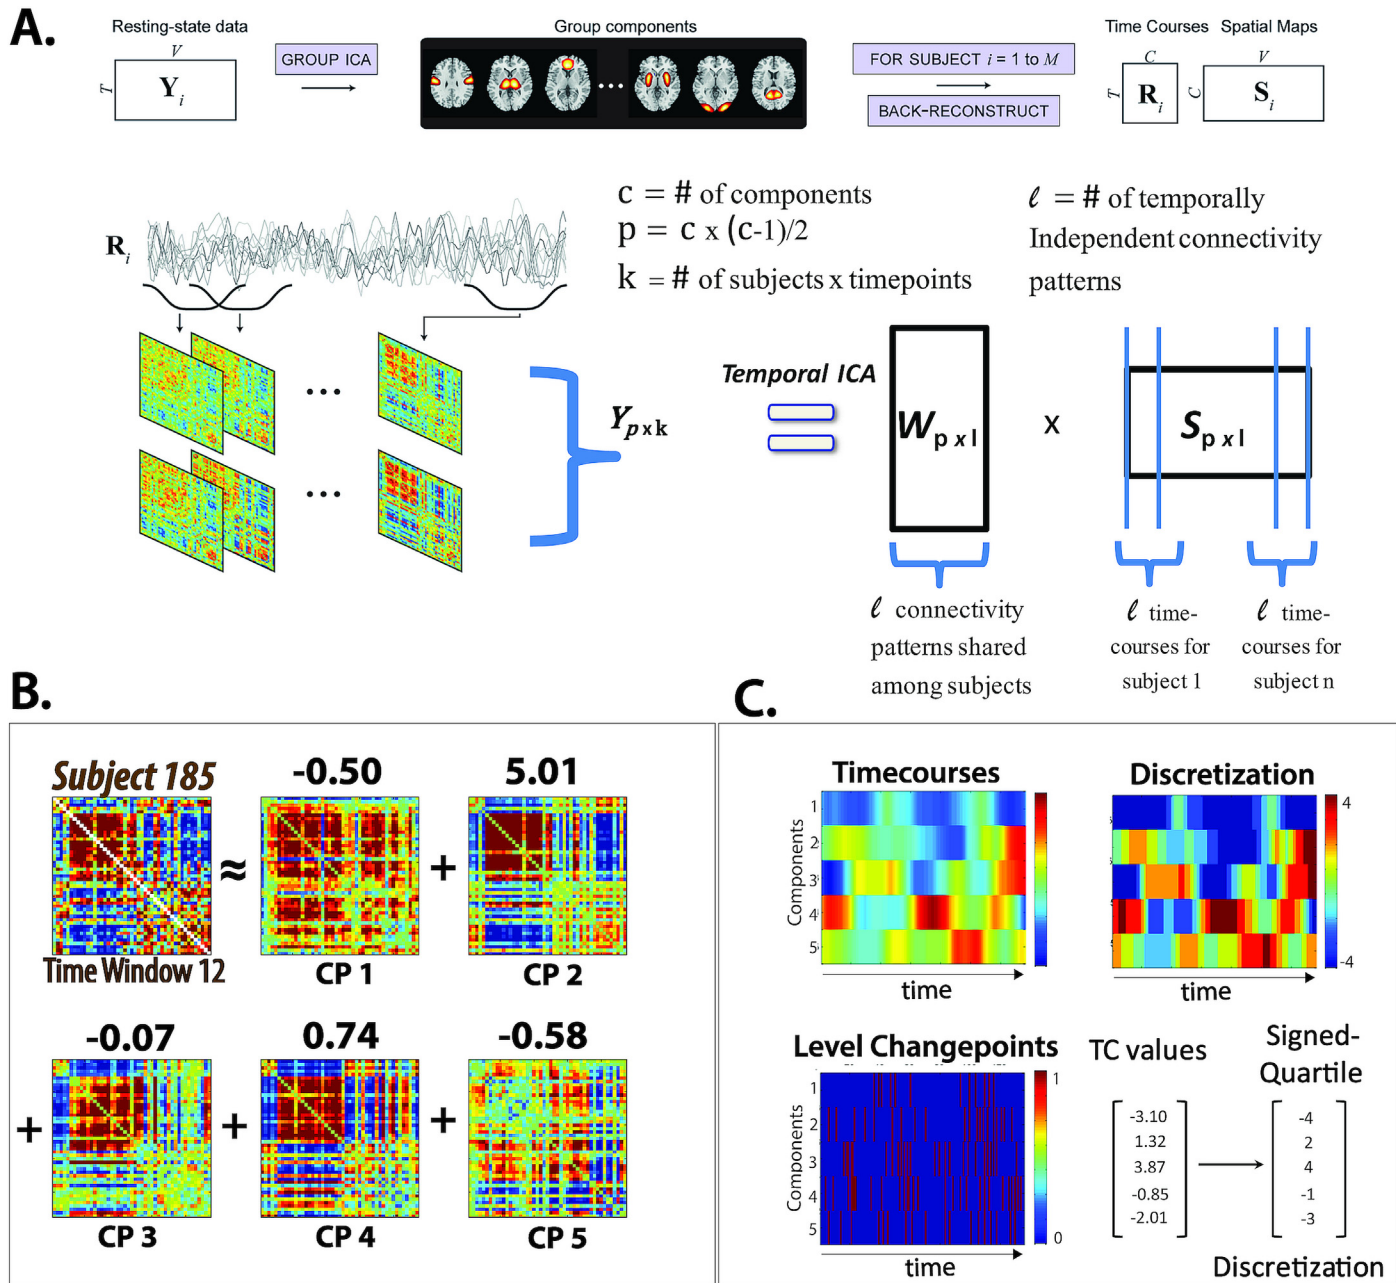 A.
Resting-state data
V
T
Y i
GROUP ICA
Group components
...
FOR SUBJECT i = 1 to M
BACK-RECONSTRUCT
Time Courses
C
T
R i
Spatial Maps
V
C
S i
R i
c = # of components
p = c x (c-1)/2
k = # of subjects x timepoints
ℓ = # of temporally
Independent connectivity
patterns
...
...
Y p x k
Temporal ICA
=
W p x l
x
S p x l
ℓ connectivity
patterns shared
among subjects
ℓ time-
courses for
subject 1
ℓ time-
courses for
subject n
B.
Subject 185
Time Window 12
≈
-0.50
CP 1
+
5.01
CP 2
+
-0.07
CP 3
+
0.74
CP 4
+
-0.58
CP 5
C.
Timecourses
Components
1
2
3
4
5
time
Discretization
4
-4
time
Level Changepoints
Components
1
2
3
4
5
1
0
time
TC values
-3.10
1.32
3.87
-0.85
-2.01
Signed-
Quartile
-4
2
4
-1
-3
Discretization